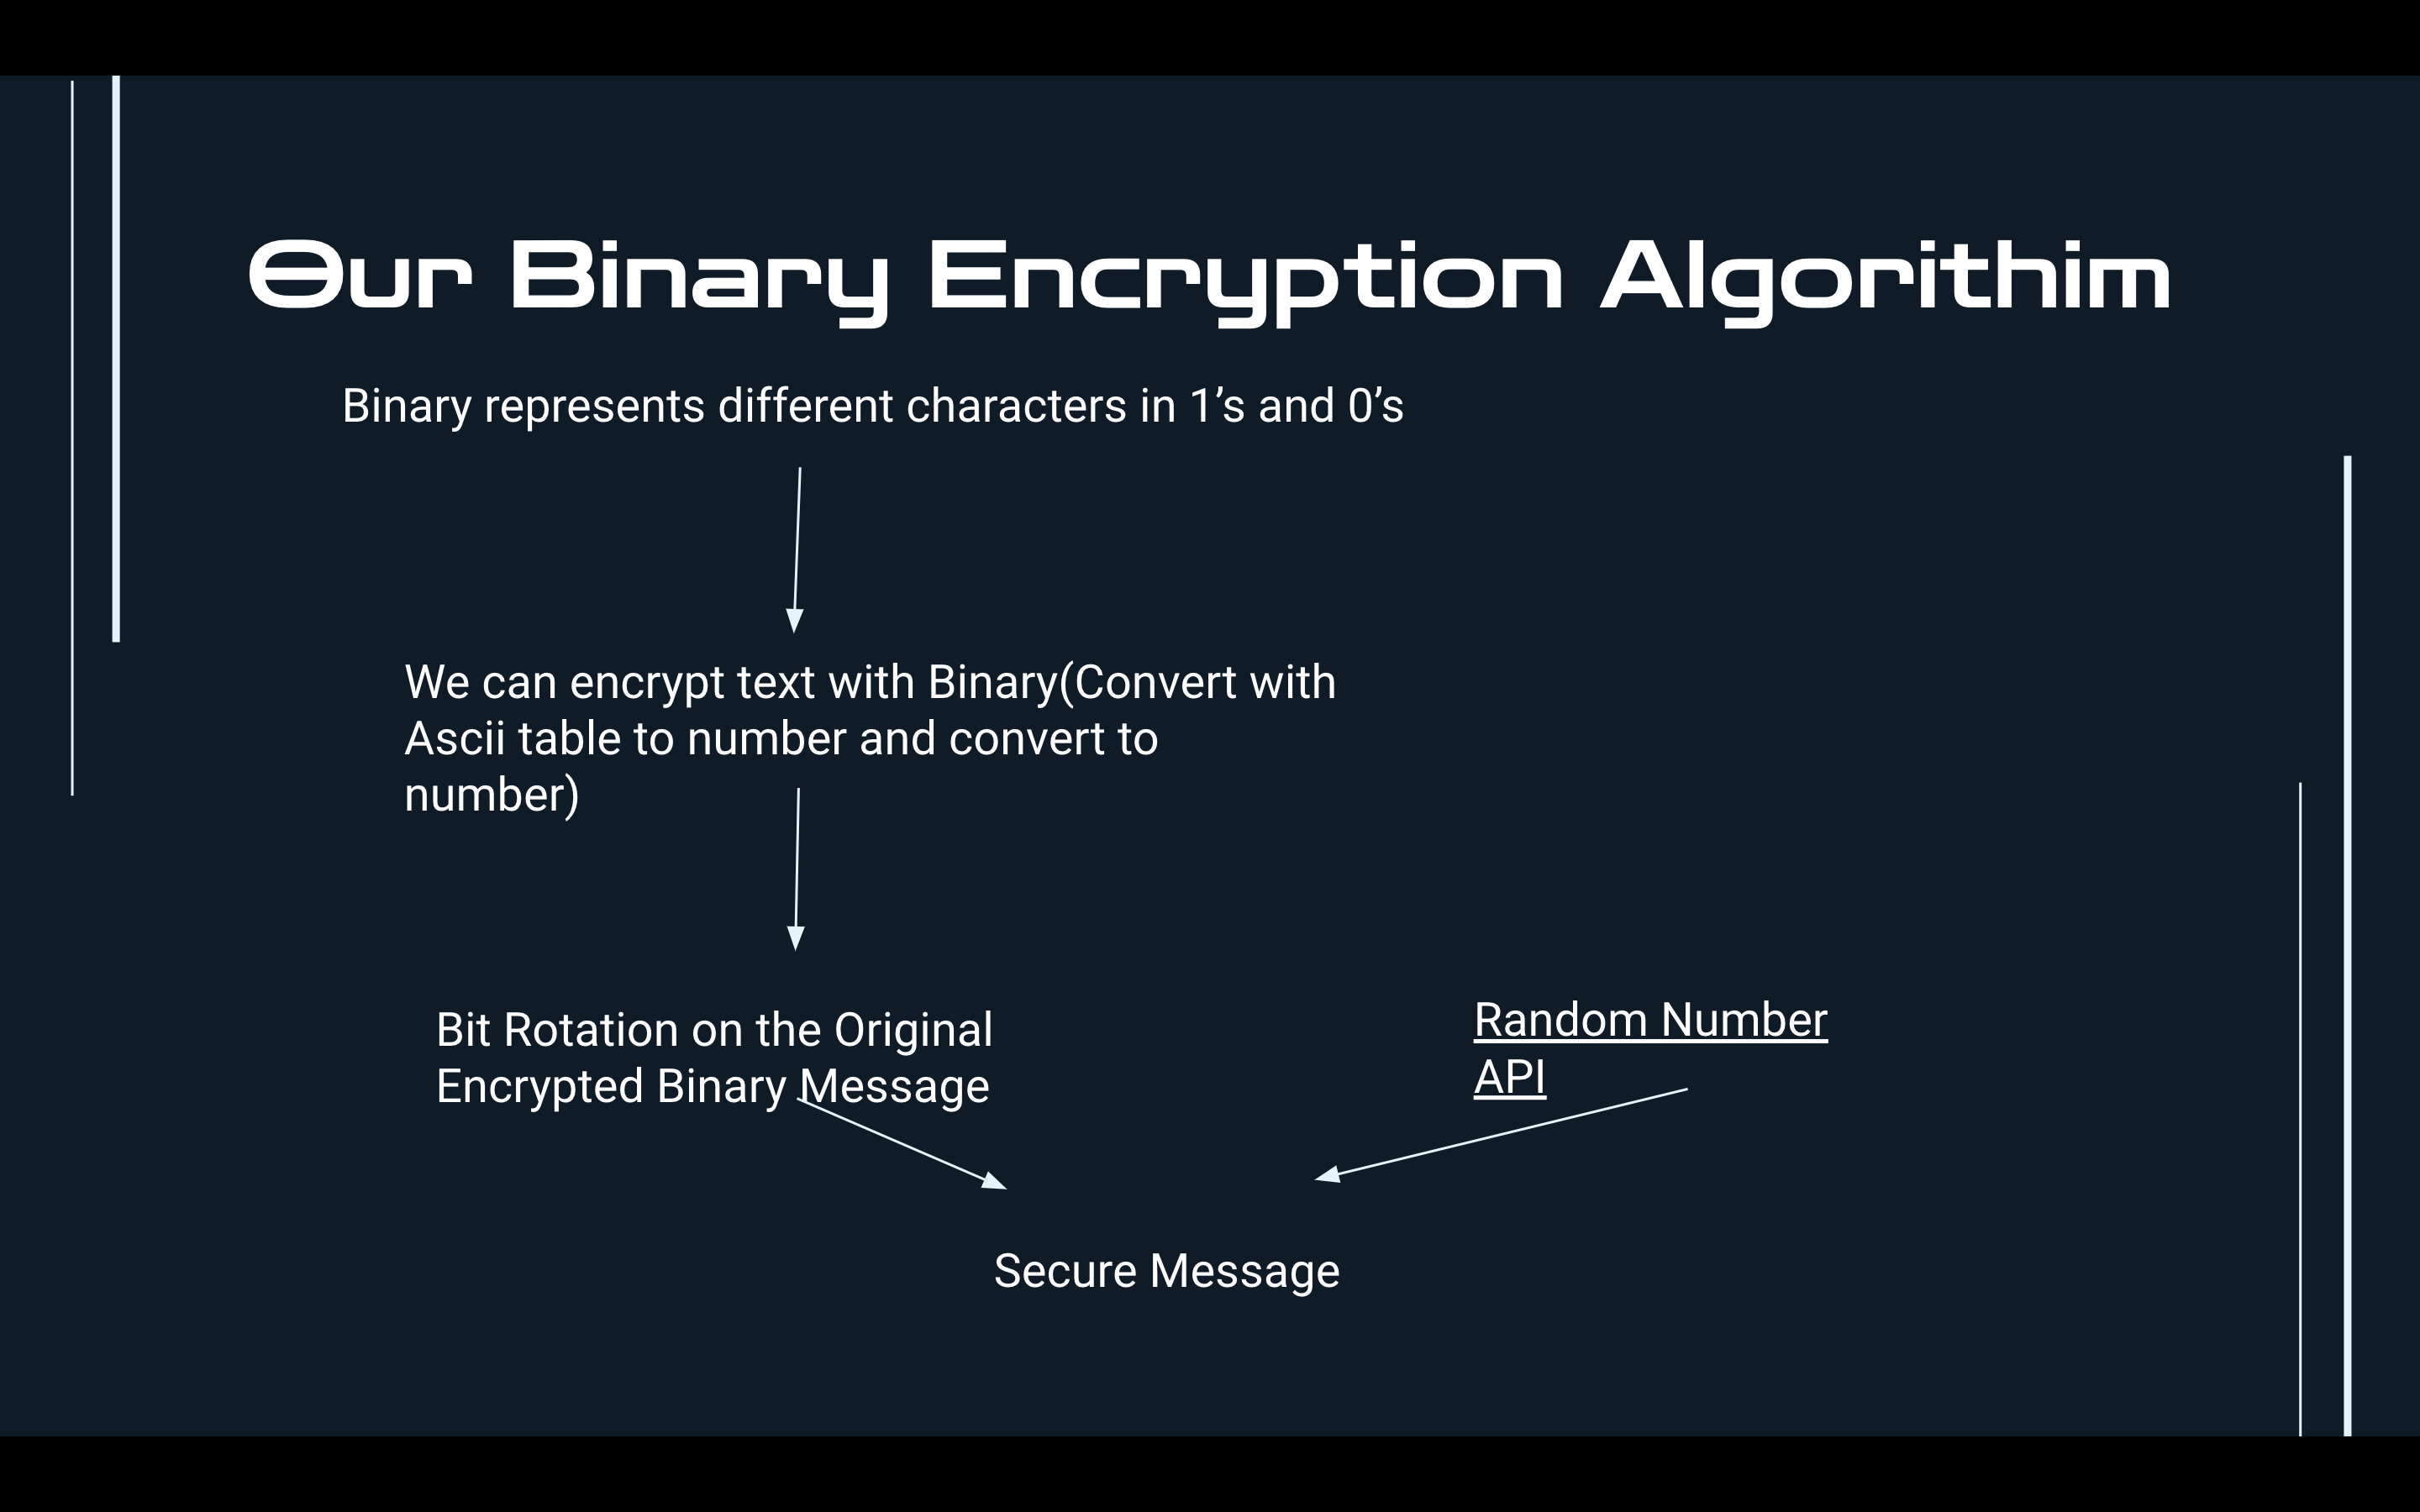 Our Binary Encryption Algorithim
Binary represents different characters in 1’s and 0’s
We can encrypt text with Binary(Convert with
Ascii table to number and convert to
number)
Bit Rotation on the Original
Encrypted Binary Message
Random Number
API
Secure Message